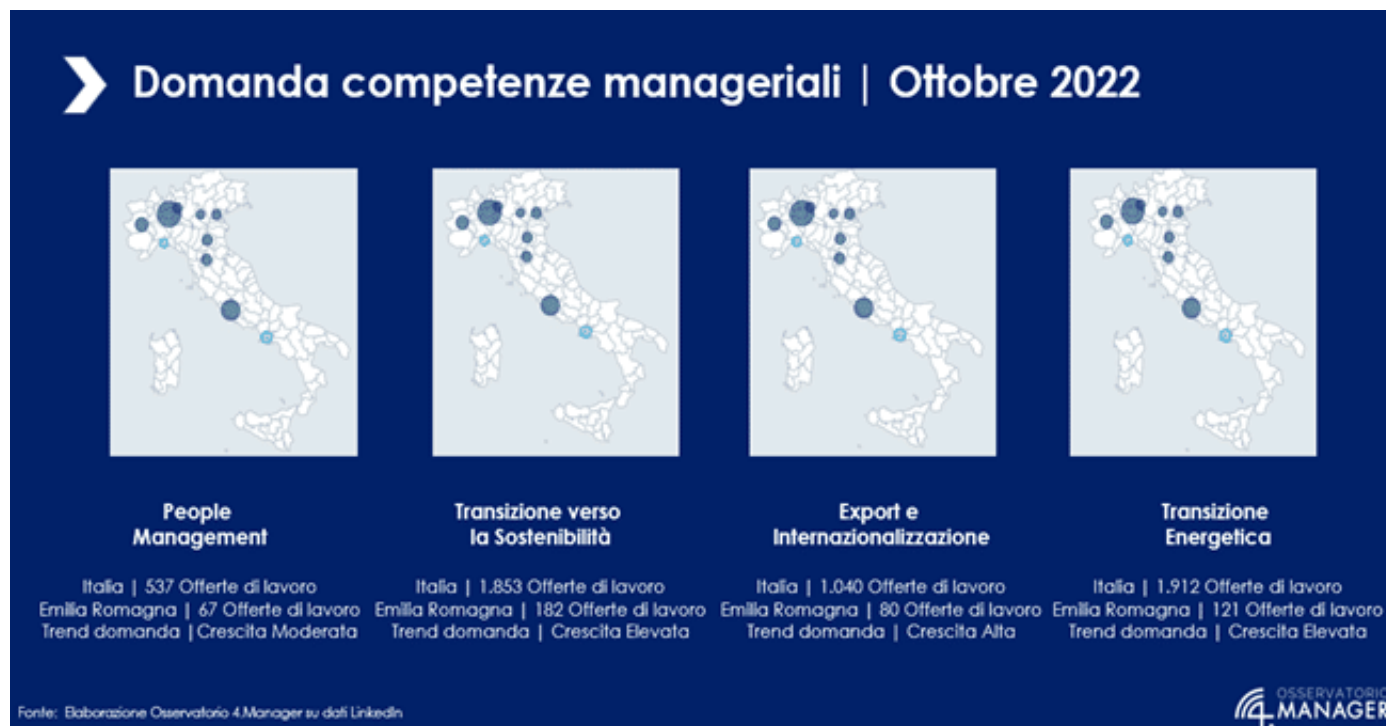 Domanda competenze manageriali | Ottobre 2022
People
Management
Italia | 537 Offerte di lavoro
Emilia Romagna | 67 Offerte di lavoro
Trend domanda | Crescita Moderata
Transizione verso
la Sostenibilità
Italia | 1.853 Offerte di lavoro
Emilia Romagna | 182 Offerte di lavoro
Trend domanda | Crescita Elevata
Export e
Internazionalizzazione
Italia | 1.040 Offerte di lavoro
Emilia Romagna | 80 Offerte di lavoro
Trend domanda | Crescita Alta
Transizione
Energetica
Italia | 1.912 Offerte di lavoro
Emilia Romagna | 121 Offerte di lavoro
Trend domanda | Crescita Elevata
Fonte: Elaborazione Osservatorio 4.Manager su dati LinkedIn
OSSERVATORIO
4. MANAGER